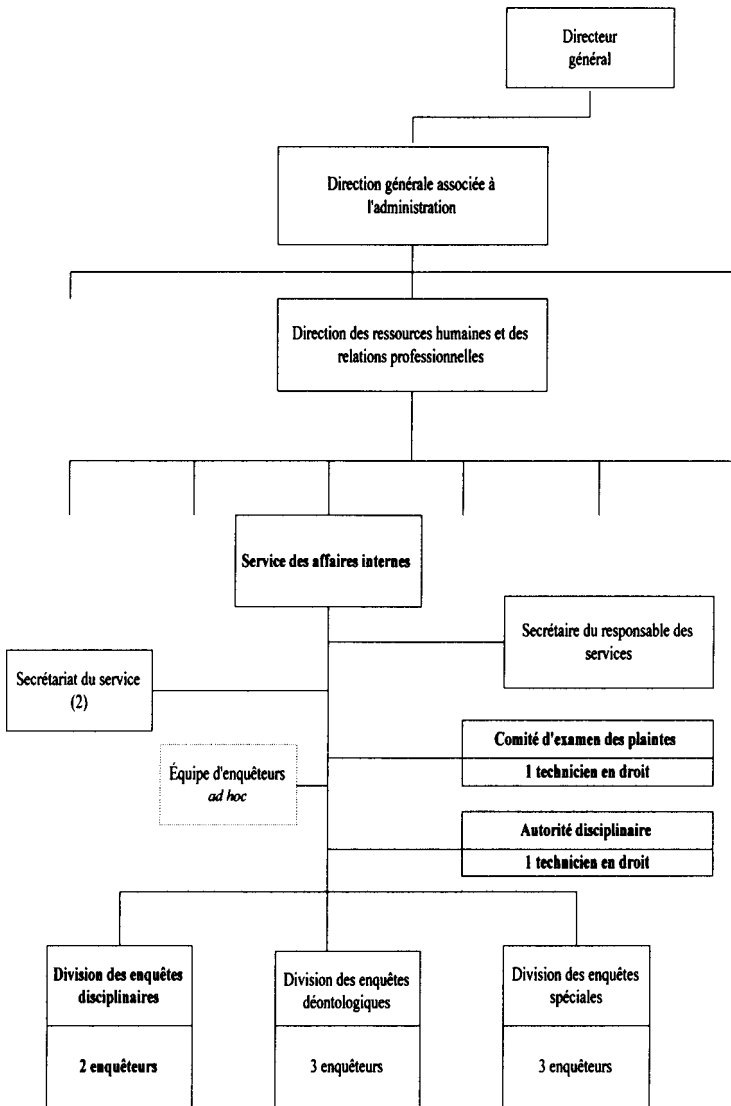 Directeur
général
Direction générale associée à
l'administration
Direction des ressources humaines et des
relations professionnelles
Service des affaires internes
Secrétaire du responsable des
services
Secrétariat du service
(2)
Comité d'examen des plaintes
1 technicien en droit
Équipe d'enquêteurs
ad hoc
Autorité disciplinaire
1 technicien en droit
Division des enquêtes
disciplinaires
2 enquêteurs
Division des enquêtes
déontologiques
3 enquêteurs
Division des enquêtes
spéciales
3 enquêteurs